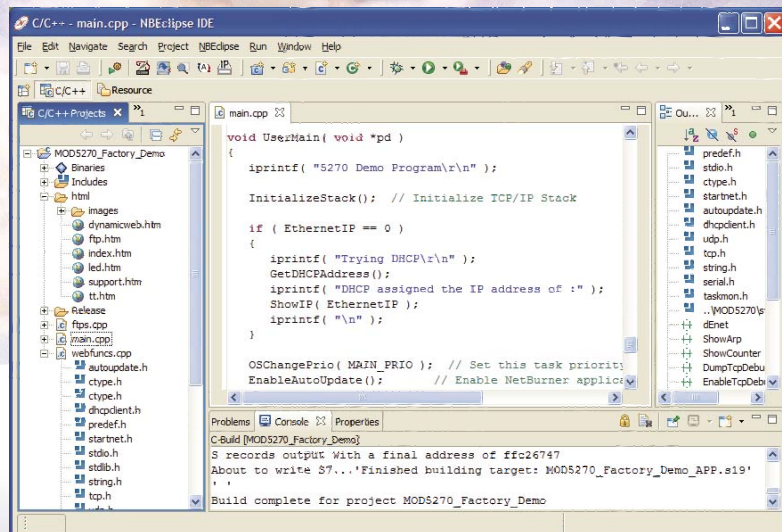 C/C++ - main.cpp - NBEclipse IDE
File Edit Navigate Search Project NBEclipse Run Window Help
C/C++ Resource
C/C++ Projects
MOD5270_Factory_Demo
Binaries
Includes
html
images
dynamicweb.htm
ftp.htm
index.htm
led.htm
support.htm
tt.htm
Release
ftps.cpp
main.cpp
webfuncs.cpp
autoupdate.h
ctype.h
ctype.h
dhcpclient.h
predef.h
startnet.h
stdio.h
stdlib.h
string.h
tcp.h
main.cpp
void UserMain( void *pd )
{
iprintf( "5270 Demo Program\r\n" );
InitializeStack(); // Initialize TCP/IP Stack
if ( EthernetIP == 0 )
{
iprintf( "Trying DHCP\r\n" );
GetDHCPAddress();
iprintf( "DHCP assigned the IP address of :" );
ShowIP( EthernetIP );
iprintf( "\n" );
}
OSChangePrio( MAIN_PRIO ); // Set this task priority
EnableAutoUpdate(); // Enable NetBurner applica
Ou...
predef.h
stdio.h
ctype.h
startnet.h
autoupdate.h
dhcpclient.h
udp.h
tcp.h
string.h
serial.h
taskmon.h
..\MOD5270\s
dEnet
ShowArp
ShowCounter
DumpTcpDebu
EnableTcpDeb
Problems Console Properties
C-Build [MOD5270_Factory_Demo]
S records output With a final address of ffc26747
About to write S7...'Finished building target: MOD5270_Factory_Demo_APP.s19'
' '
Build complete for project MOD5270_Factory_Demo